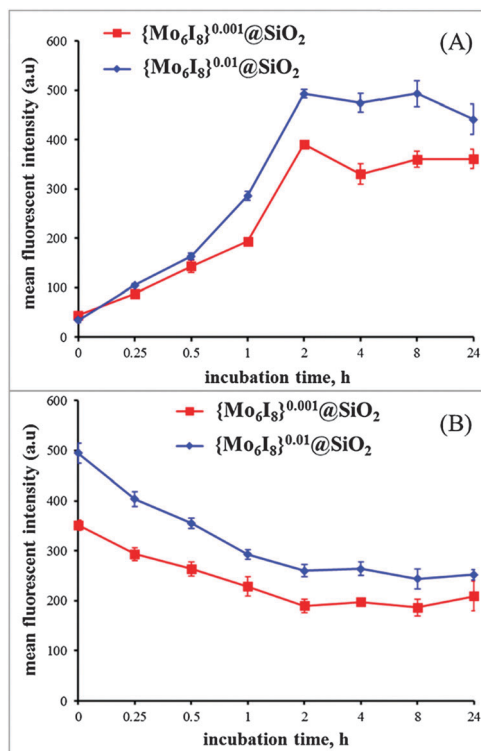 {Mo₆I₈}⁰·⁰⁰¹@SiO₂
(A)
{Mo₆I₈}⁰·⁰¹@SiO₂
mean fluorescent intensity (a.u)
600
500
400
300
200
100
0
0 0.25 0.5 1 2 4 8 24
incubation time, h
{Mo₆I₈}⁰·⁰⁰¹@SiO₂
(B)
{Mo₆I₈}⁰·⁰¹@SiO₂
mean fluorescent intensity (a.u)
600
500
400
300
200
100
0
0 0.25 0.5 1 2 4 8 24
incubation time, h